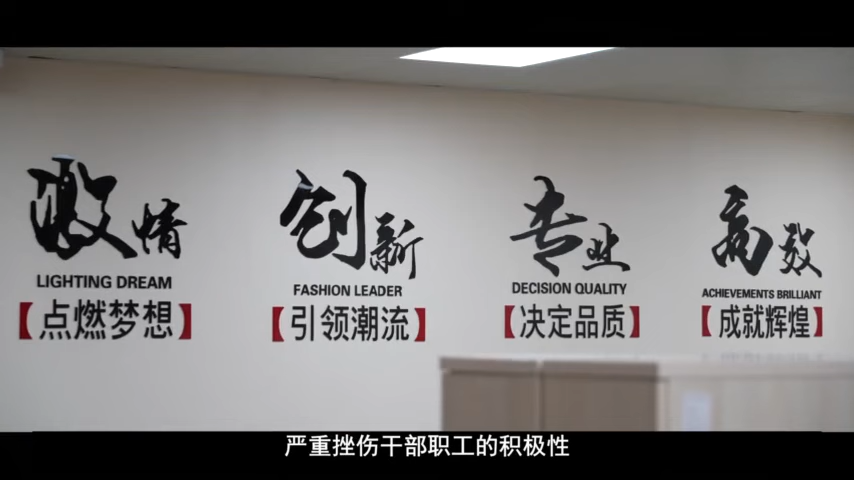 激情
LIGHTING DREAM
【点燃梦想】
创新
FASHION LEADER
【引领潮流】
专业
DECISION QUALITY
【决定品质】
高效
ACHIEVEMENTS BRILLIANT
【成就辉煌】
严重挫伤干部职工的积极性